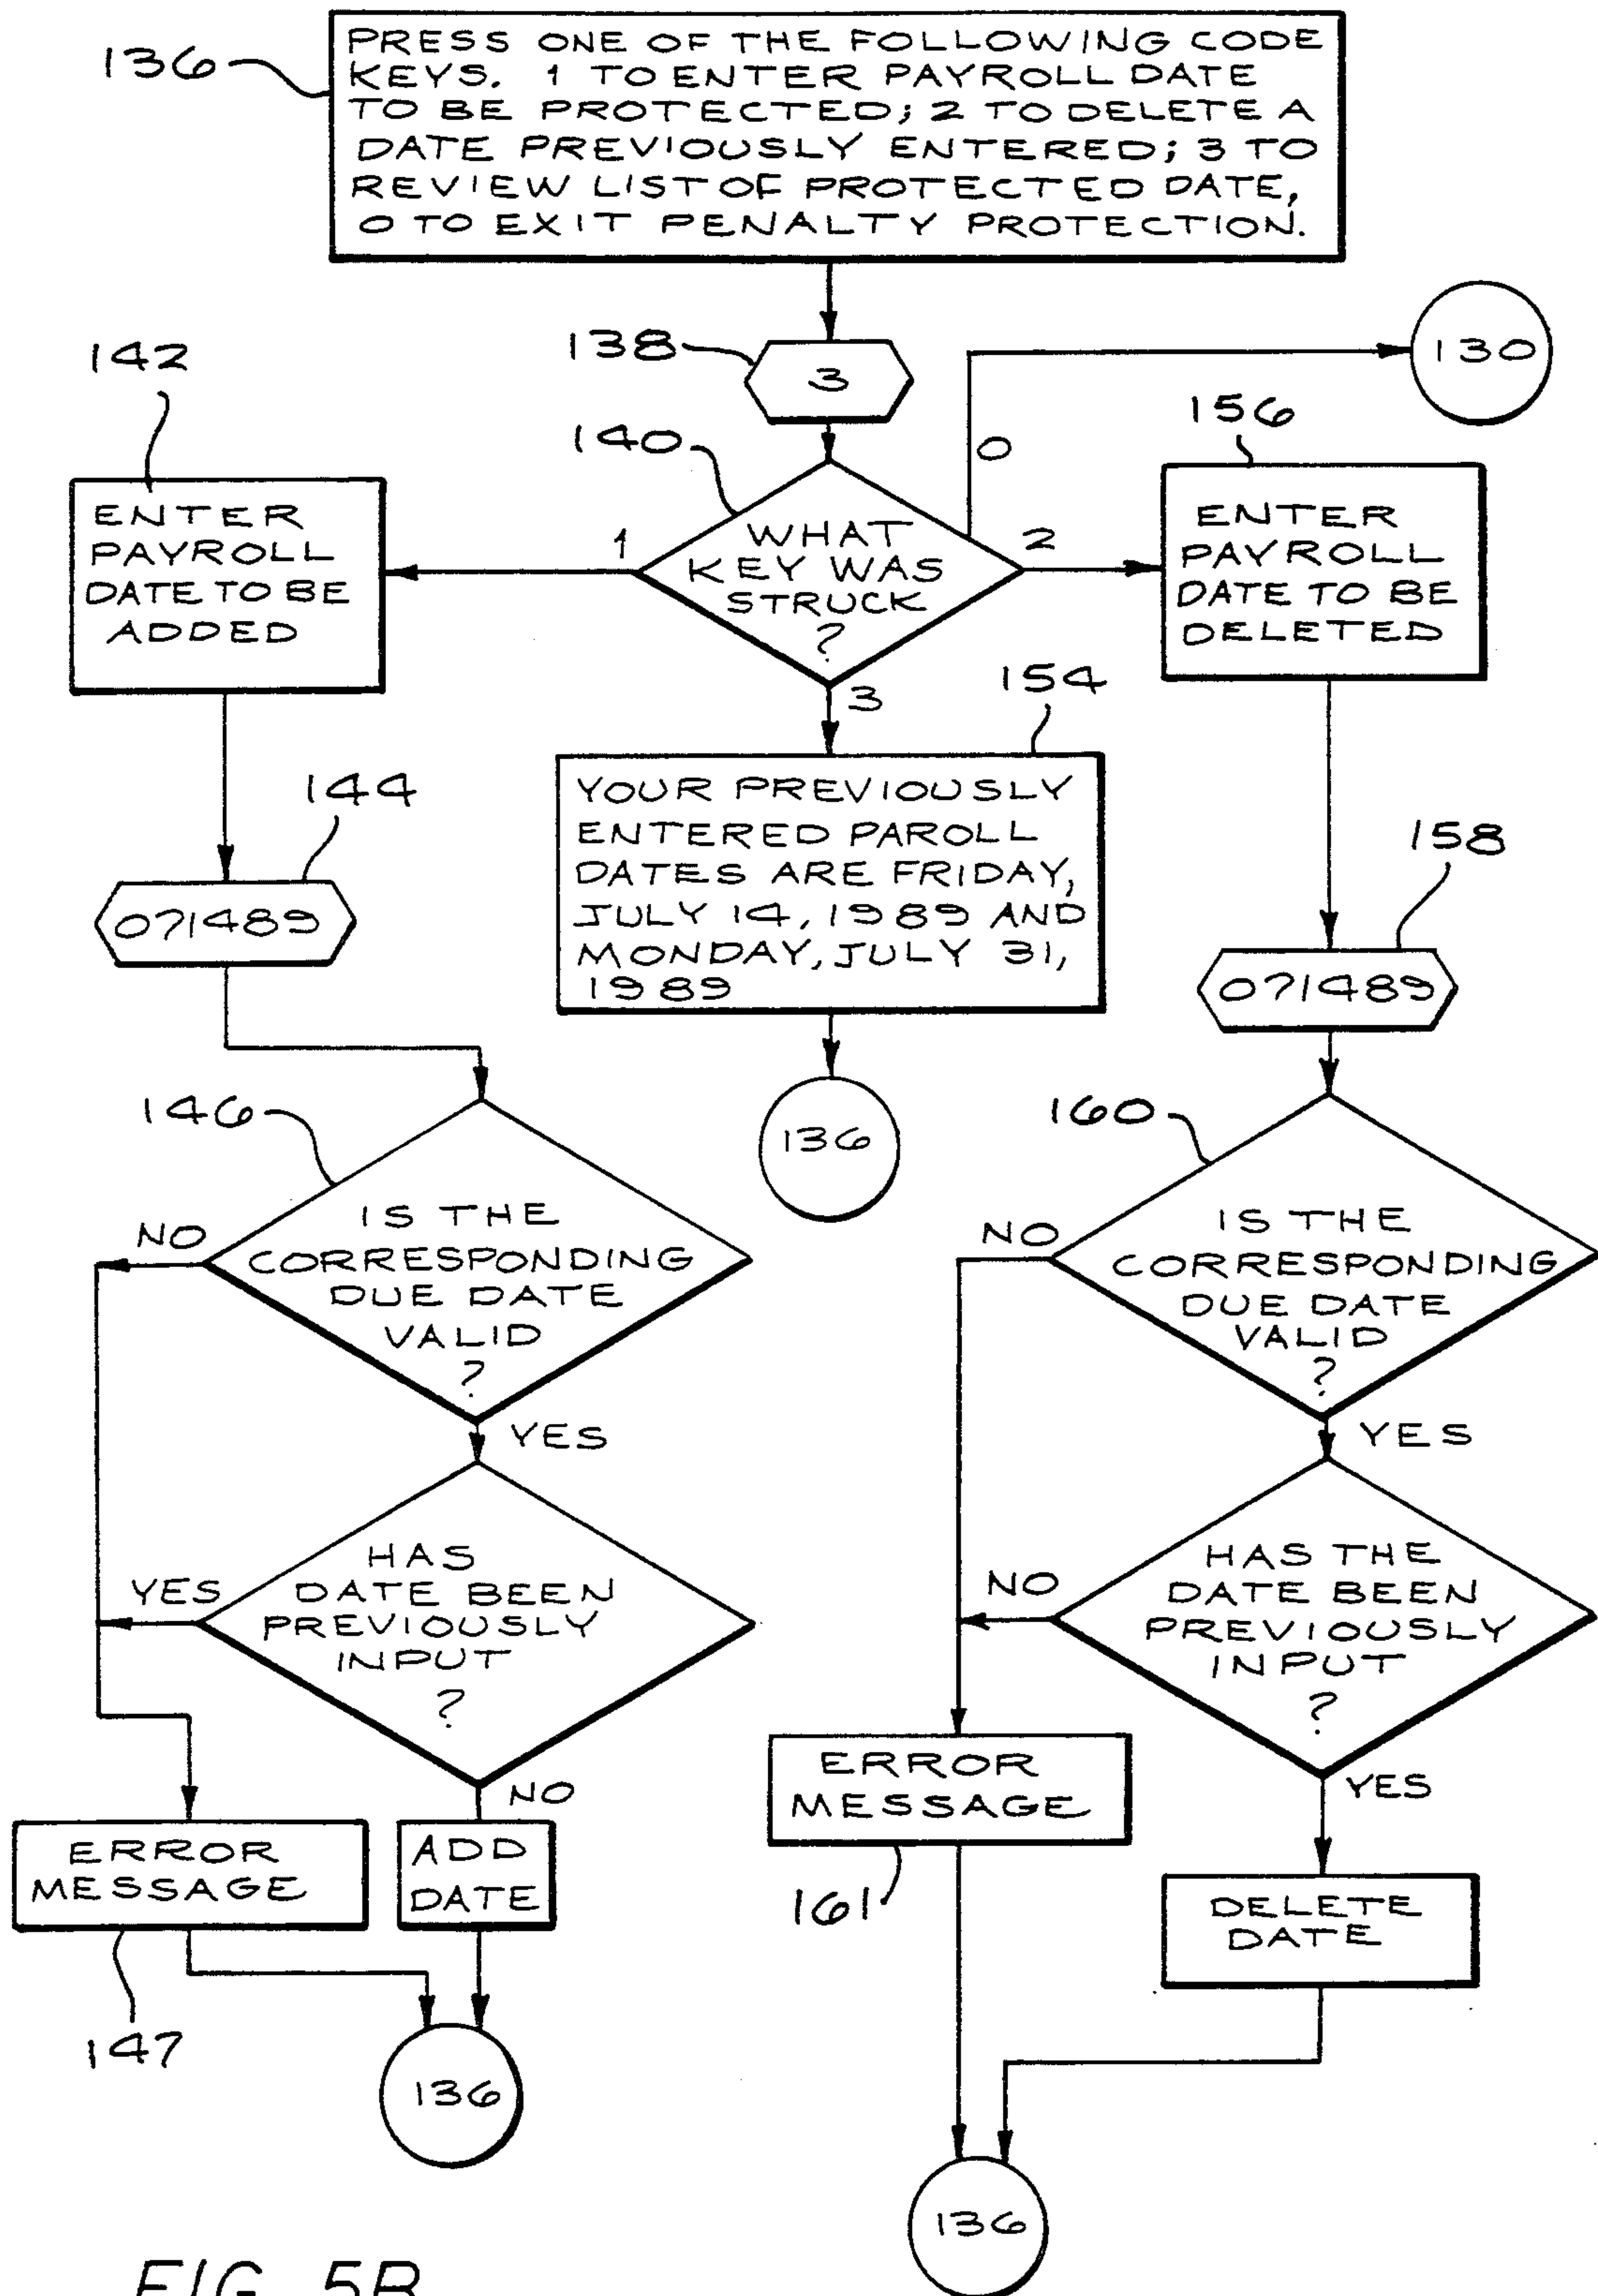 136
PRESS ONE OF THE FOLLOWING CODE
KEYS. 1 TO ENTER PAYROLL DATE
TO BE PROTECTED; 2 TO DELETE A
DATE PREVIOUSLY ENTERED; 3 TO
REVIEW LIST OF PROTECTED DATE,
0 TO EXIT PENALTY PROTECTION.
138
3
130
140
WHAT
KEY WAS
STRUCK
?
0
1
2
3
142
ENTER
PAYROLL
DATE TO BE
ADDED
156
ENTER
PAYROLL
DATE TO BE
DELETED
154
YOUR PREVIOUSLY
ENTERED PAROLL
DATES ARE FRIDAY,
JULY 14, 1989 AND
MONDAY, JULY 31,
1989
136
144
071489
158
071489
146
IS THE
CORRESPONDING
DUE DATE
VALID
?
NO
YES
HAS
DATE BEEN
PREVIOUSLY
INPUT
?
YES
NO
ERROR
MESSAGE
147
ADD
DATE
136
160
IS THE
CORRESPONDING
DUE DATE
VALID
?
NO
YES
HAS THE
DATE BEEN
PREVIOUSLY
INPUT
?
NO
YES
ERROR
MESSAGE
161
DELETE
DATE
136
FIG. 5B